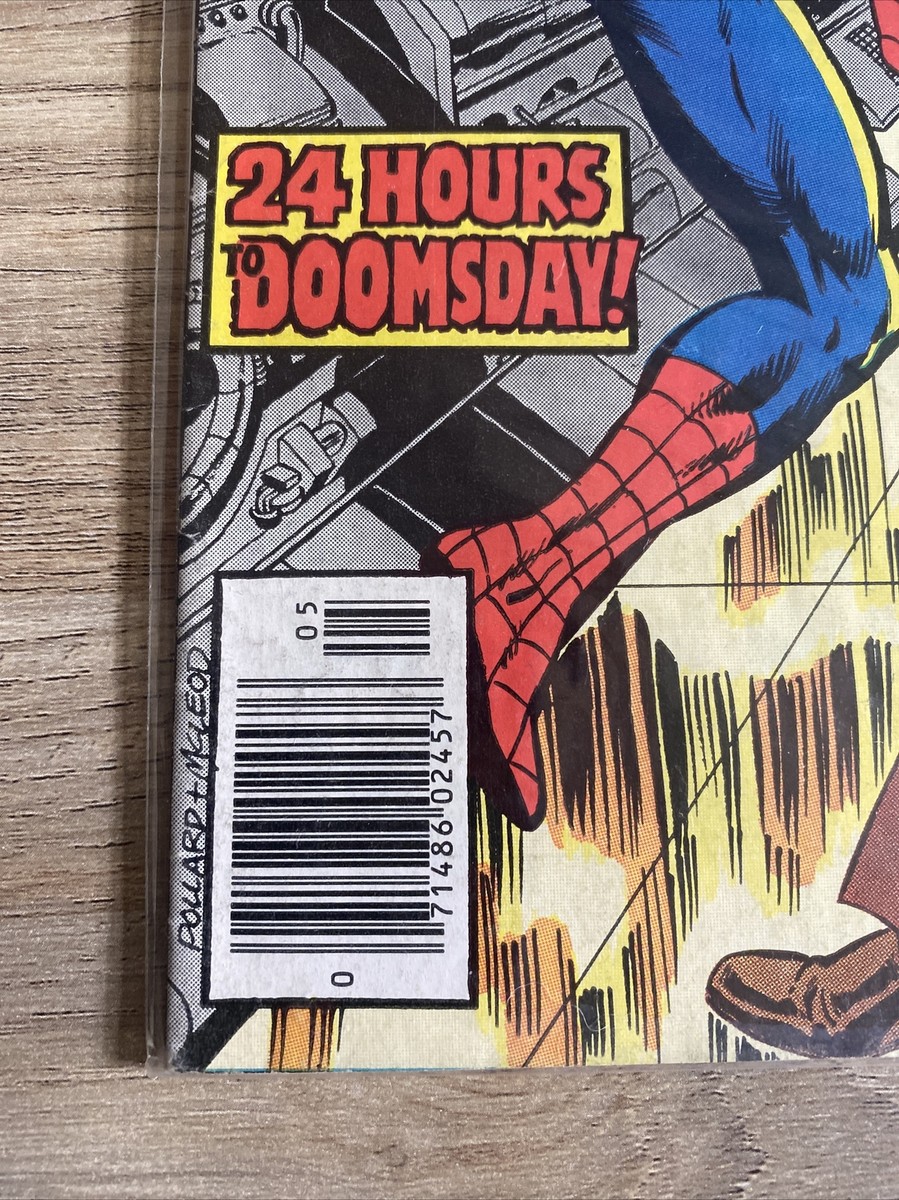 24 HOURS
TO DOOMSDAY!
05
0 71486 02457
POLLARD + McLEOD